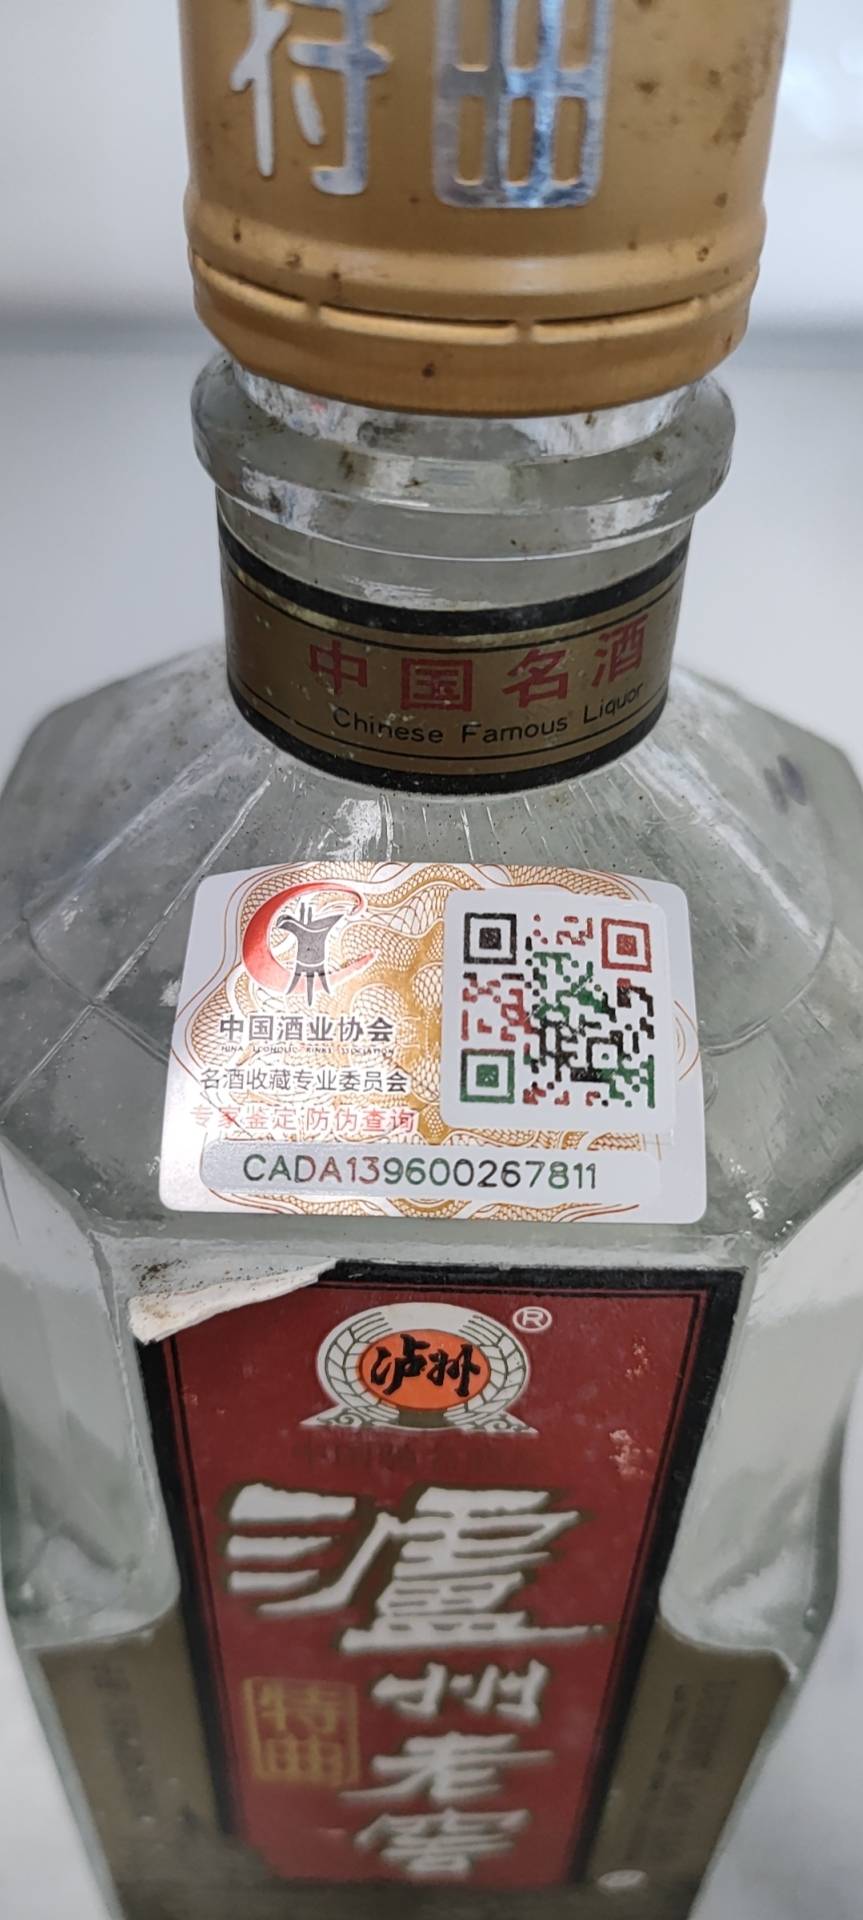 特曲
中国名酒
Chinese Famous Liquor
中国酒业协会
名酒收藏专业委员会
专家鉴定 防伪查询
CADA139600267811
®
泸州
瀘州老窖
特曲